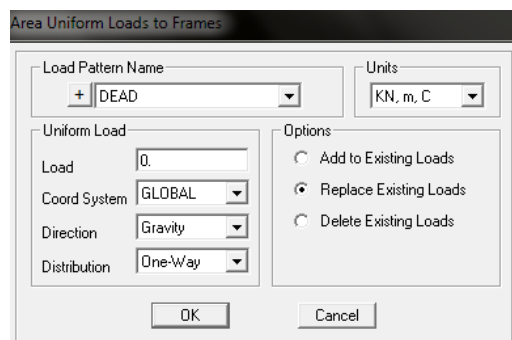 Area Uniform Loads to Frames
Load Pattern Name
+ DEAD
Units
KN, m, C
Uniform Load
Load 0.
Coord System GLOBAL
Direction Gravity
Distribution One-Way
Options
Add to Existing Loads
Replace Existing Loads
Delete Existing Loads
OK Cancel